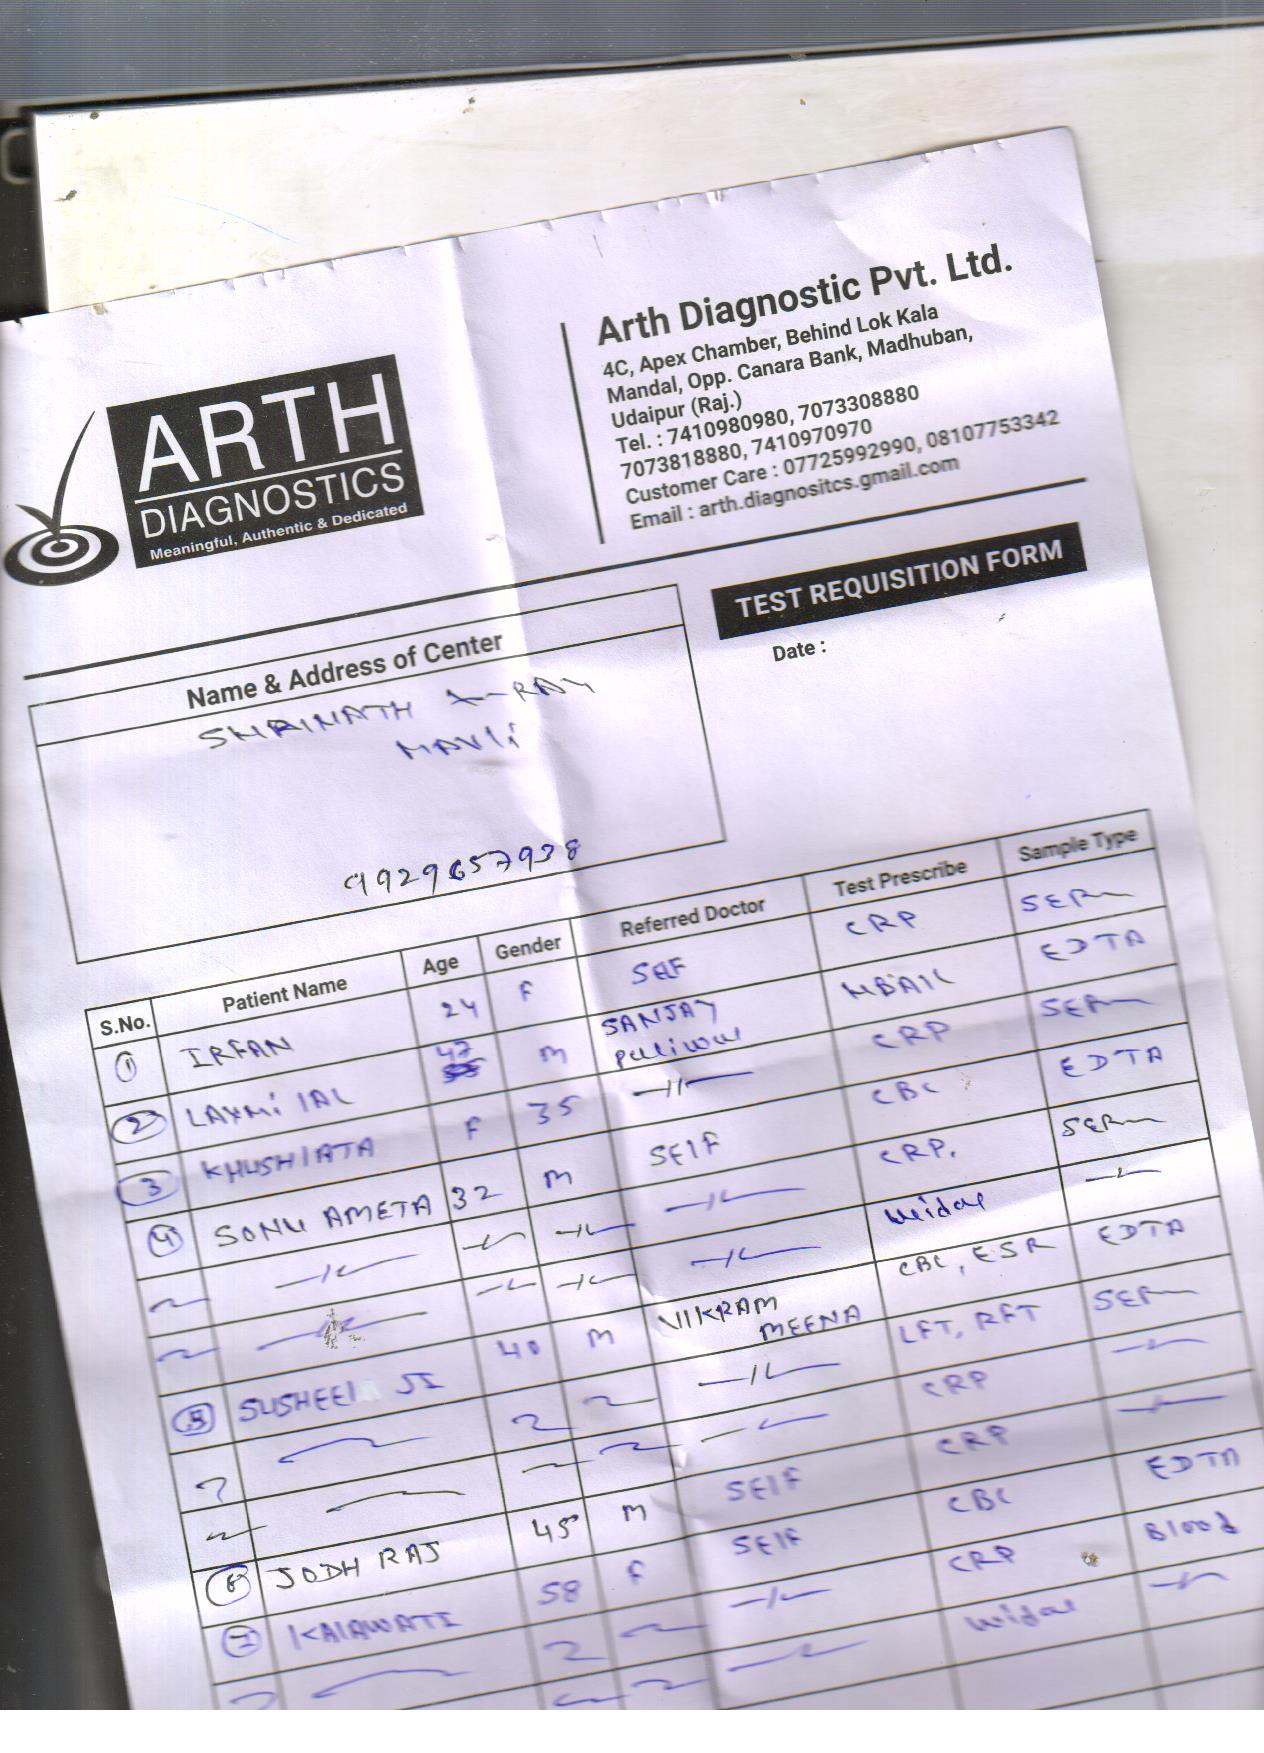 ARTH
DIAGNOSTICS
Meaningful, Authentic & Dedicated
Arth Diagnostic Pvt. Ltd.
4C, Apex Chamber, Behind Lok Kala
Mandal, Opp. Canara Bank, Madhuban,
Udaipur (Raj.)
Tel. : 7410980980, 7073308880
7073818880, 7410970970
Customer Care : 07725992990, 08107753342
Email : arth.diagnositcs.gmail.com
TEST REQUISITION FORM
Date :
Name & Address of Center
SHRINATH X-RAY
MAVli
9929657938
S.No. Patient Name Age Gender Referred Doctor Test Prescribe Sample Type
1 IRFAN 24 F SELF CRP SERM
2 LAXMi lAL 47 M SANJAY Paliwal HBA1C EDTA
3 KHUSHlATA F 35 CRP SERM
4 SONU AMETA 32 M SElF CBC EDTA
CRP. SERM
Widal
5 SUSHEEl JI 40 M VIKRAM MEENA CBC, ESR EDTA
LFT, RFT SERM
CRP
6 JODH RAJ 45 M SElF CRP
7 KAlAWATI 58 F SElF CBC EDTA
CRP Blood
Widal